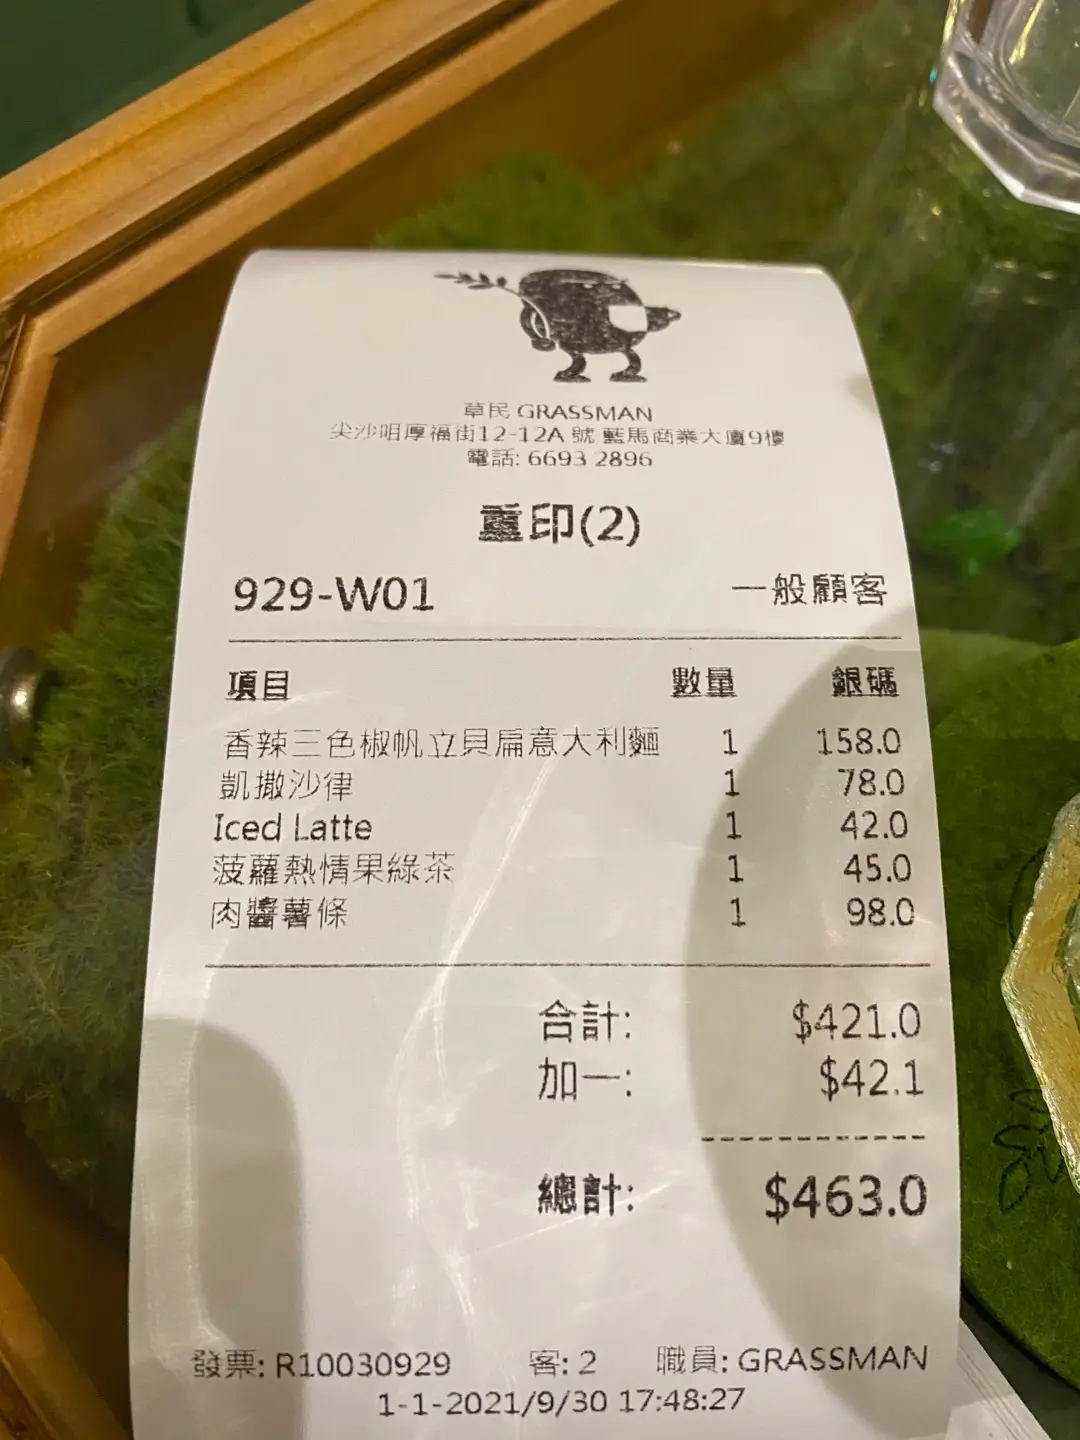 草民 GRASSMAN
尖沙咀厚福街12-12A 號 藍馬商業大廈9樓
電話: 6693 2896
重印(2)
929-W01 一般顧客
項目 數量 銀碼
香辣三色椒帆立貝扁意大利麵 1 158.0
凱撒沙律 1 78.0
Iced Latte 1 42.0
菠蘿熱情果綠茶 1 45.0
肉醬薯條 1 98.0
合計: $421.0
加一: $42.1
總計: $463.0
發票: R10030929 客: 2 職員: GRASSMAN
1-1-2021/9/30 17:48:27